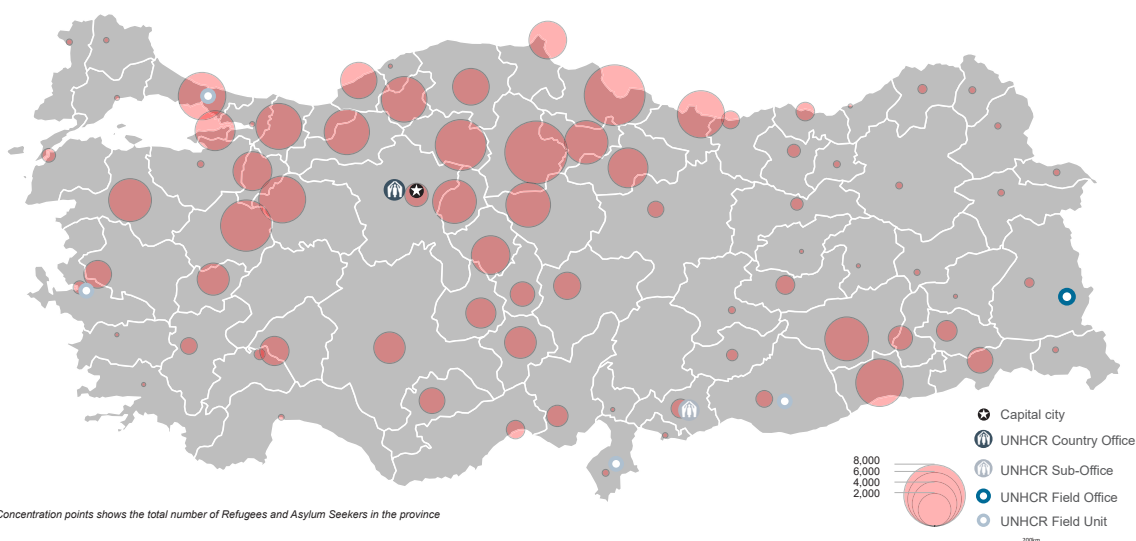 Capital city
UNHCR Country Office
8,000
6,000
4,000
2,000
UNHCR Sub-Office
UNHCR Field Office
UNHCR Field Unit
Concentration points shows the total number of Refugees and Asylum Seekers in the province